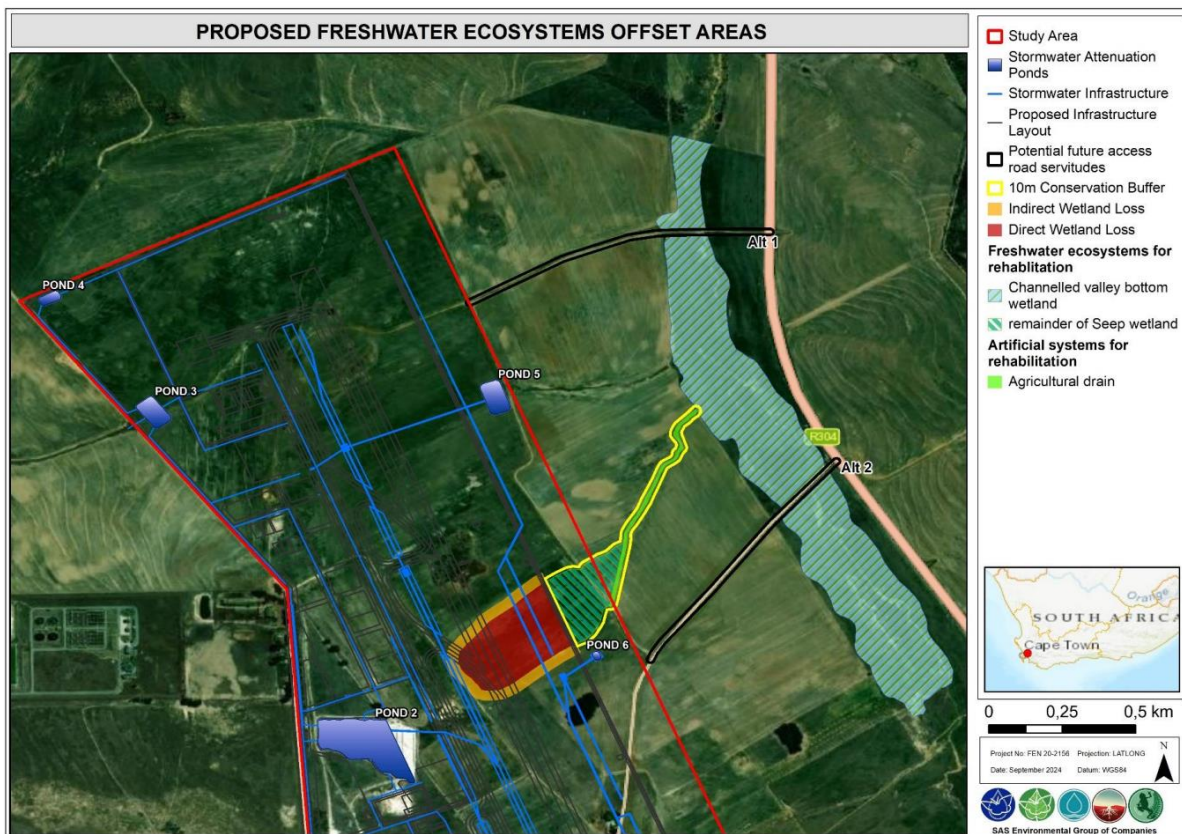 PROPOSED FRESHWATER ECOSYSTEMS OFFSET AREAS
POND 4
POND 3
POND 5
POND 6
POND 2
Alt 1
R304
Alt 2
Study Area
Stormwater Attenuation
Ponds
Stormwater Infrastructure
Proposed Infrastructure
Layout
Potential future access
road servitudes
10m Conservation Buffer
Indirect Wetland Loss
Direct Wetland Loss
Freshwater ecosystems for
rehablitation
Channelled valley bottom
wetland
remainder of Seep wetland
Artificial systems for
rehabilitation
Agricultural drain
Orange
SOUTH AFRICA
Cape Town
0 0,25 0,5 km
Project No: FEN 20-2156 Projection: LATLONG
Date: September 2024 Datum: WGS84
N
SAS Environmental Group of Companies